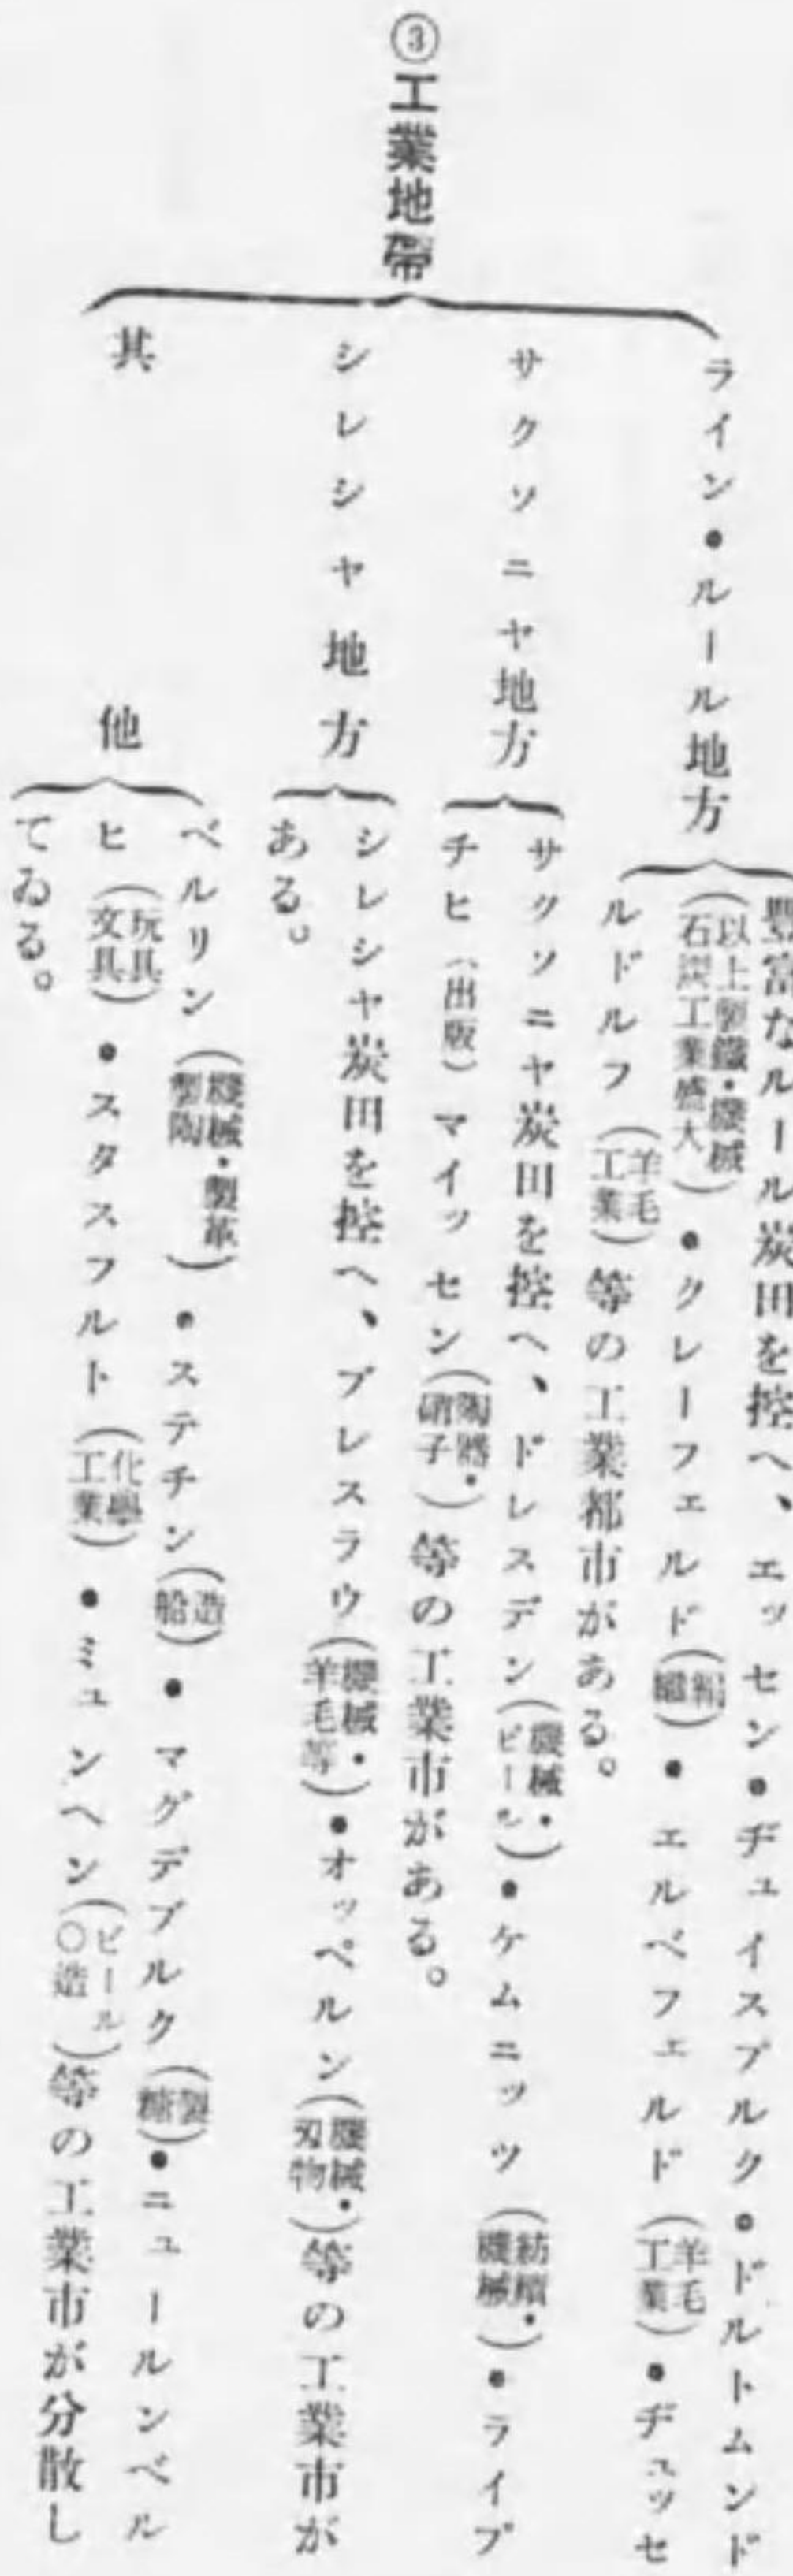 ③工業地帶
ライン・ルール地方
豐富なルール炭田を控へ、エッセン・ヂュイスブルク・ドルトムンド
(以上製鐵・機械石炭工業盛大)・クレーフェルド(絹織)・エルベフェルド(羊毛工業)・ヂュッセ
ルドルフ(羊毛工業)等の工業都市がある。
サクソニヤ地方
サクソニヤ炭田を控へ、ドレスデン(機械・ビール)・ケムニッツ(紡績・機械)・ライプ
チヒ(出版)マイッセン(陶器・硝子)等の工業市がある。
シレシヤ地方
シレシヤ炭田を控へ、ブレスラウ(機械・羊毛等)・オッペルン(機械・刃物)等の工業市が
ある。
其他
ベルリン(機械・製革製陶)・ステチン(造船)・マグデブルク(製糖)・ニュールンベル
ヒ(玩具文具)・スタスフルト(化學工業)・ミュンヘン(ビール○造)等の工業市が分散し
てゐる。